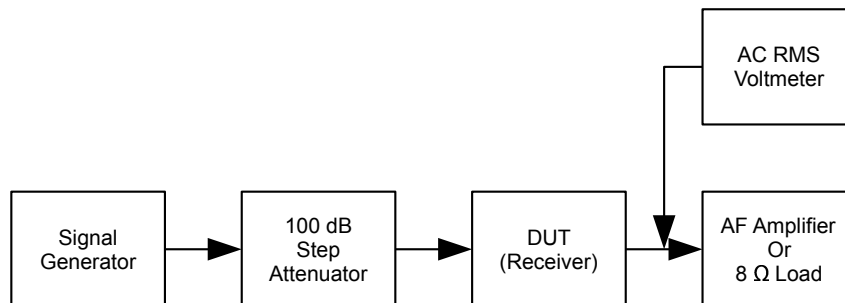 AC RMS
Voltmeter
Signal
Generator
100 dB
Step
Attenuator
DUT
(Receiver)
AF Amplifier
Or
8 Ω Load